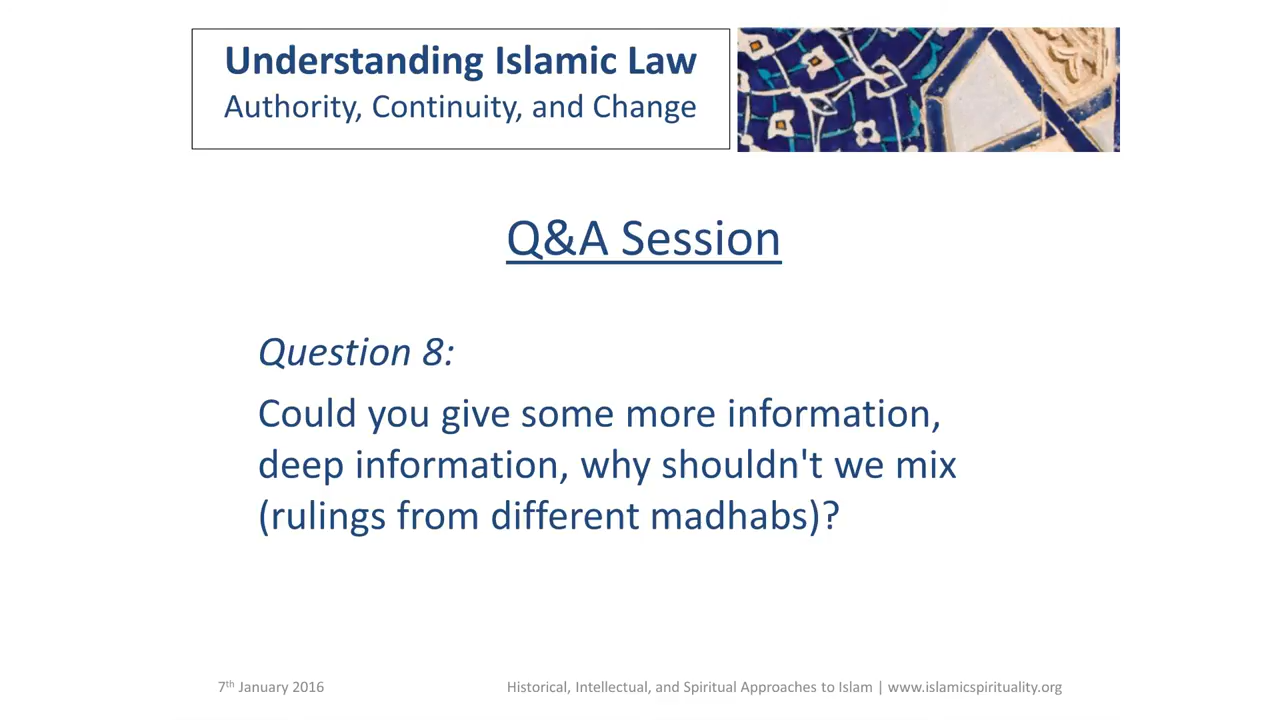 Understanding Islamic Law
Authority, Continuity, and Change
Q&A Session
Question 8:
Could you give some more information,
deep information, why shouldn't we mix
(rulings from different madhabs)?
7th January 2016
Historical, Intellectual, and Spiritual Approaches to Islam | www.islamicspirituality.org